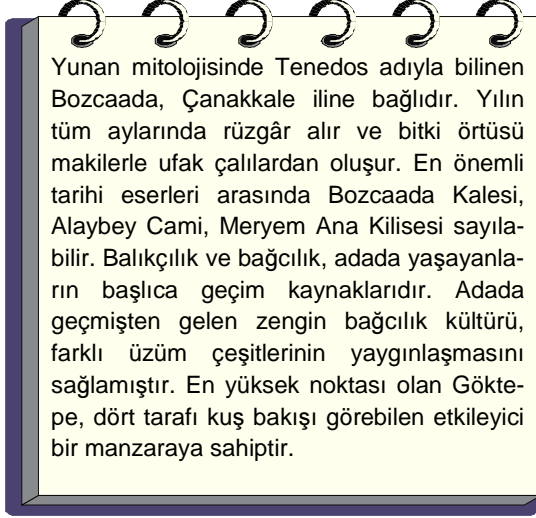 Yunan mitolojisinde Tenedos adıyla bilinen
Bozcaada, Çanakkale iline bağlıdır. Yılın
tüm aylarında rüzgâr alır ve bitki örtüsü
makilerle ufak çalılardan oluşur. En önemli
tarihi eserleri arasında Bozcaada Kalesi,
Alaybey Cami, Meryem Ana Kilisesi sayıla-
bilir. Balıkçılık ve bağcılık, adada yaşayanla-
rın başlıca geçim kaynaklarıdır. Adada
geçmişten gelen zengin bağcılık kültürü,
farklı üzüm çeşitlerinin yaygınlaşmasını
sağlamıştır. En yüksek noktası olan Gökte-
pe, dört tarafı kuş bakışı görebilen etkileyici
bir manzaraya sahiptir.